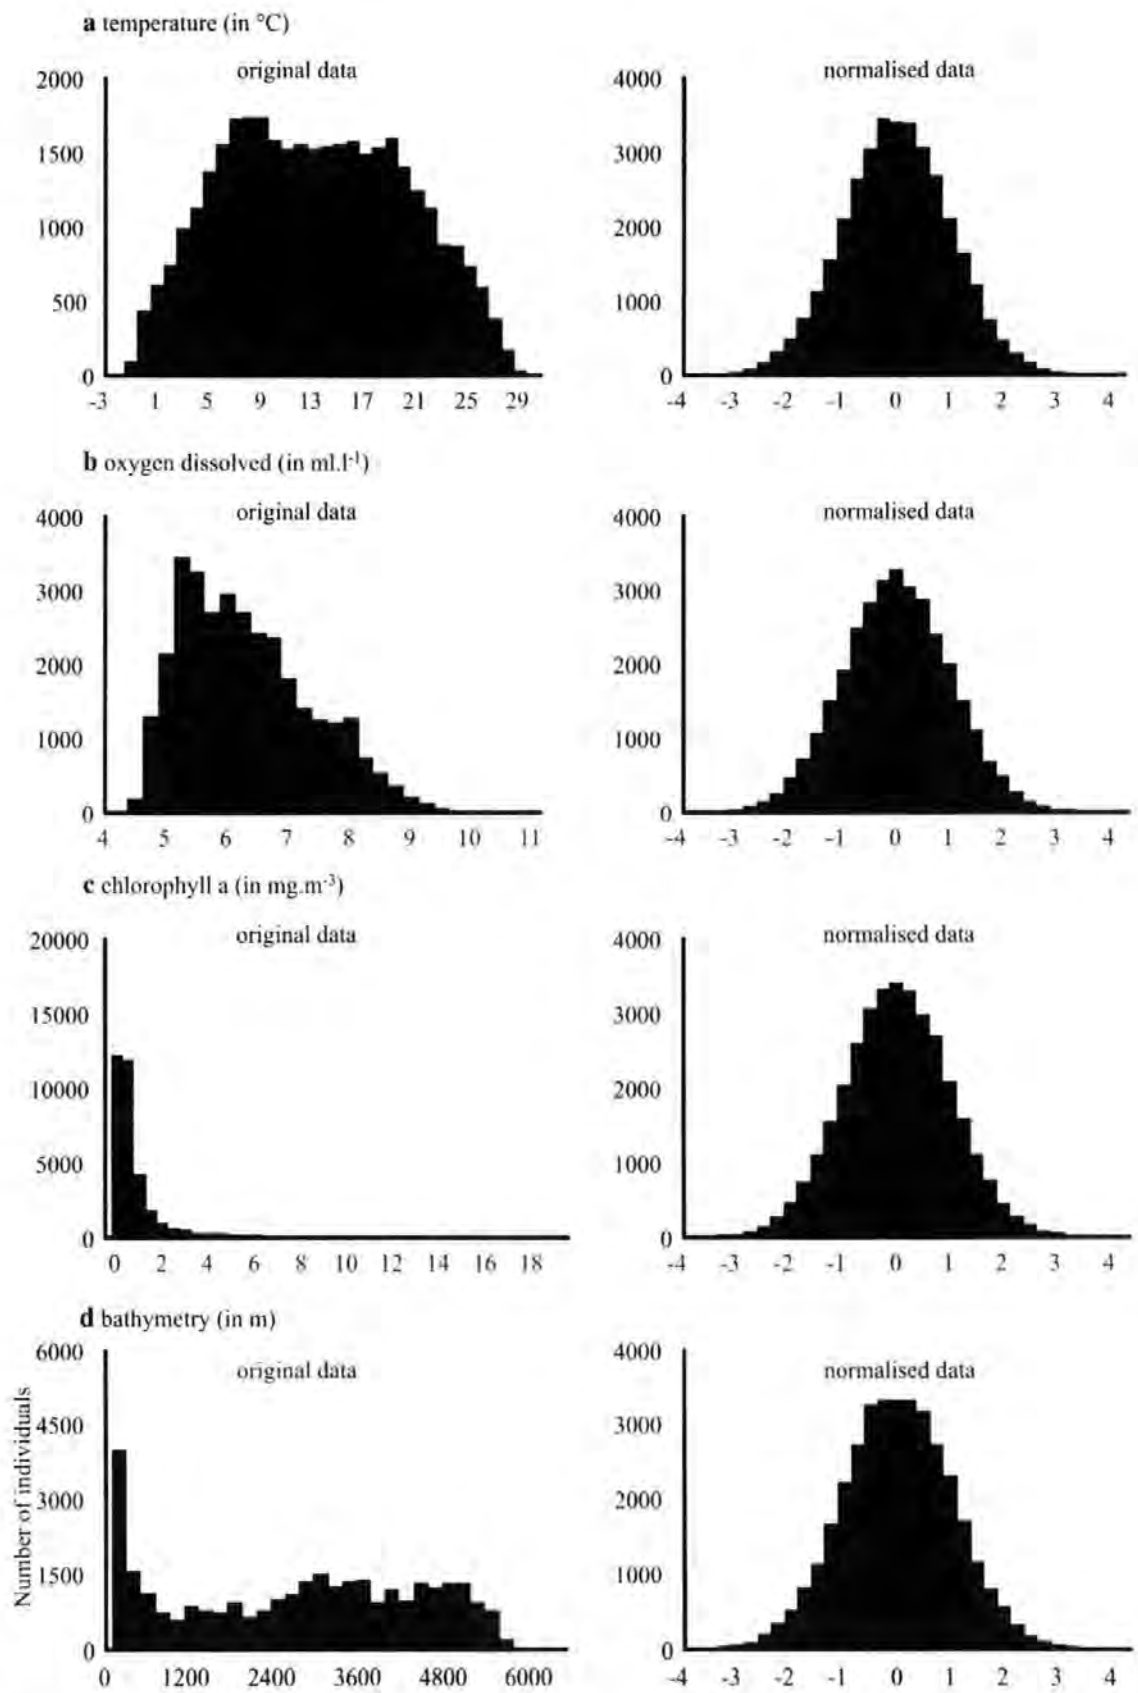 a temperature (in °C)
original data
2000
1500
1000
500
0
-3 1 5 9 13 17 21 25 29
normalised data
4000
3000
2000
1000
0
-4 -3 -2 -1 0 1 2 3 4
b oxygen dissolved (in ml.l-1)
original data
4000
3000
2000
1000
0
4 5 6 7 8 9 10 11
normalised data
4000
3000
2000
1000
0
-4 -3 -2 -1 0 1 2 3 4
c chlorophyll a (in mg.m-3)
original data
20000
15000
10000
5000
0
0 2 4 6 8 10 12 14 16 18
normalised data
4000
3000
2000
1000
0
-4 -3 -2 -1 0 1 2 3 4
d bathymetry (in m)
original data
Number of individuals
6000
4500
3000
1500
0
0 1200 2400 3600 4800 6000
normalised data
4000
3000
2000
1000
0
-4 -3 -2 -1 0 1 2 3 4